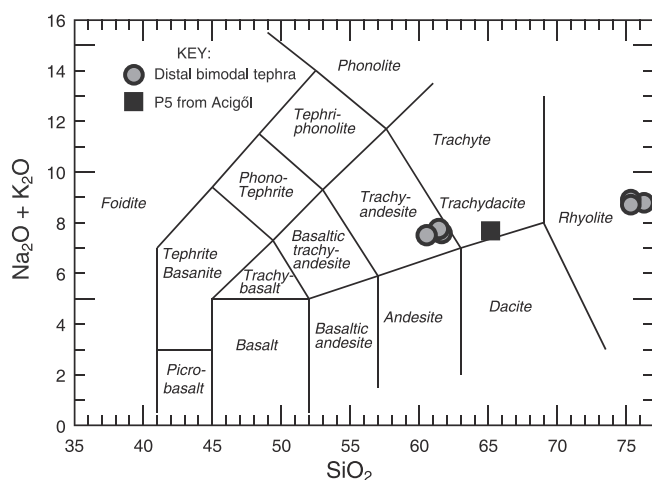 16
14
12
10
8
6
4
2
0
Na2O + K2O
KEY:
Distal bimodal tephra
P5 from Acigől
Phonolite
Tephri-
phonolite
Trachyte
Phono-
Tephrite
Foidite
Trachy-
andesite
Trachydacite
Rhyolite
Tephrite
Basanite
Basaltic
trachy-
andesite
Trachy-
basalt
Basalt
Basaltic
andesite
Andesite
Dacite
Picro-
basalt
35 40 45 50 55 60 65 70 75
SiO2